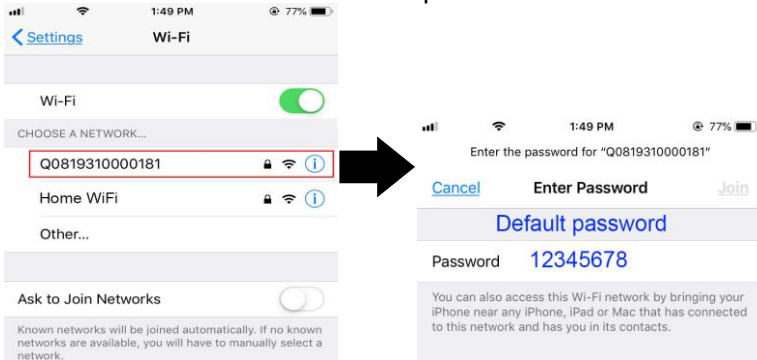 1:49 PM
77%
Settings
Wi-Fi
Wi-Fi
CHOOSE A NETWORK...
Q0819310000181
Home WiFi
Other...
Ask to Join Networks
Known networks will be joined automatically. If no known
networks are available, you will have to manually select a
network.
1:49 PM
77%
Enter the password for “Q0819310000181”
Cancel
Enter Password
Join
Default password
Password
12345678
You can also access this Wi-Fi network by bringing your
iPhone near any iPhone, iPad or Mac that has connected
to this network and has you in its contacts.